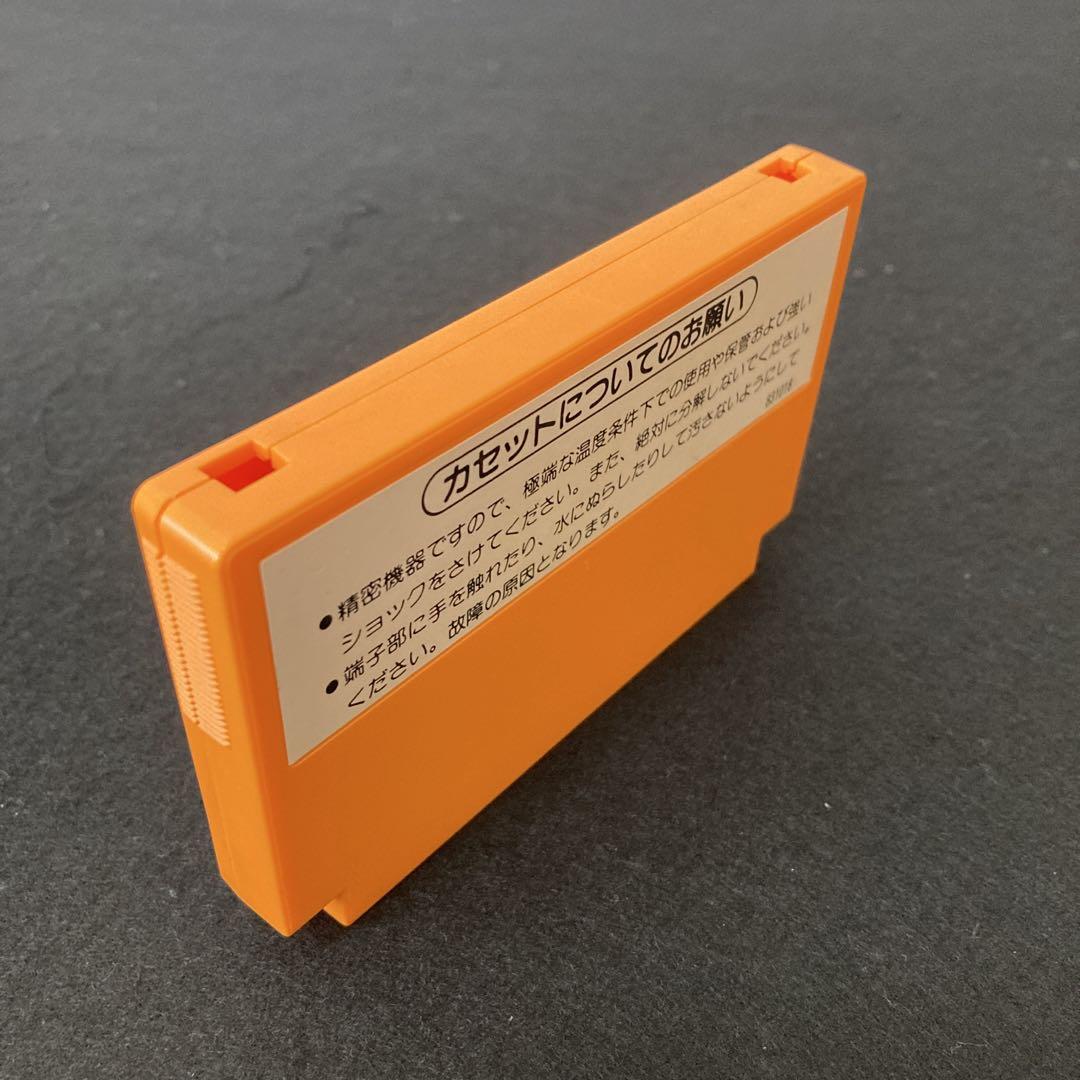 カセットについてのお願い
●精密機器ですので、極端な温度条件下での使用や保管および強い
ショックをさけてください。また、絶対に分解しないでください。
●端子部に手を触れたり、水にぬらしたりして汚さないようにして
ください。故障の原因となります。
831016